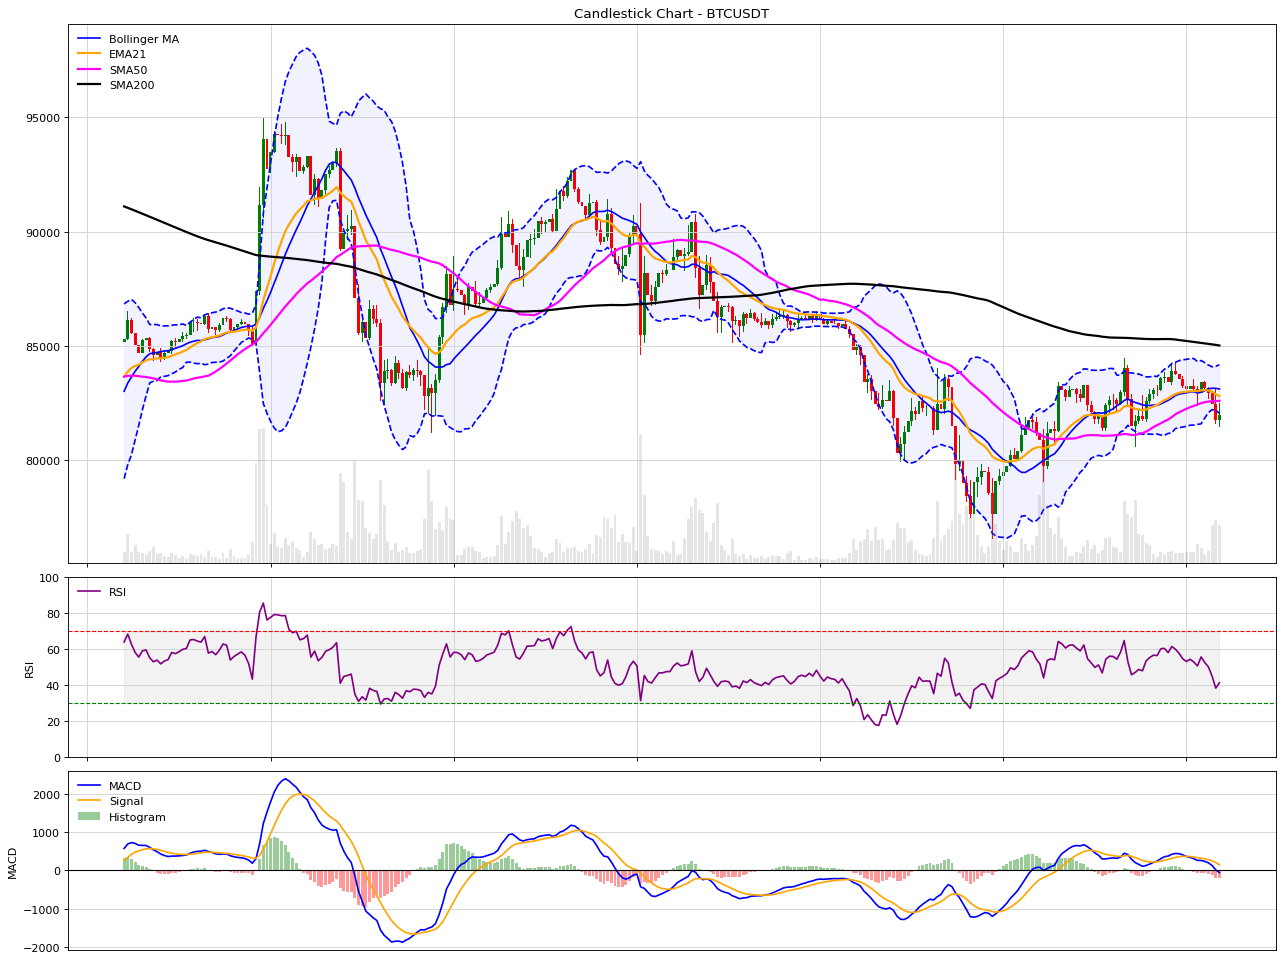 Candlestick Chart - BTCUSDT
Bollinger MA
EMA21
SMA50
SMA200
95000
90000
85000
80000
RSI
100
80
60
40
20
0
RSI
MACD
Signal
Histogram
2000
1000
0
−1000
−2000
MACD